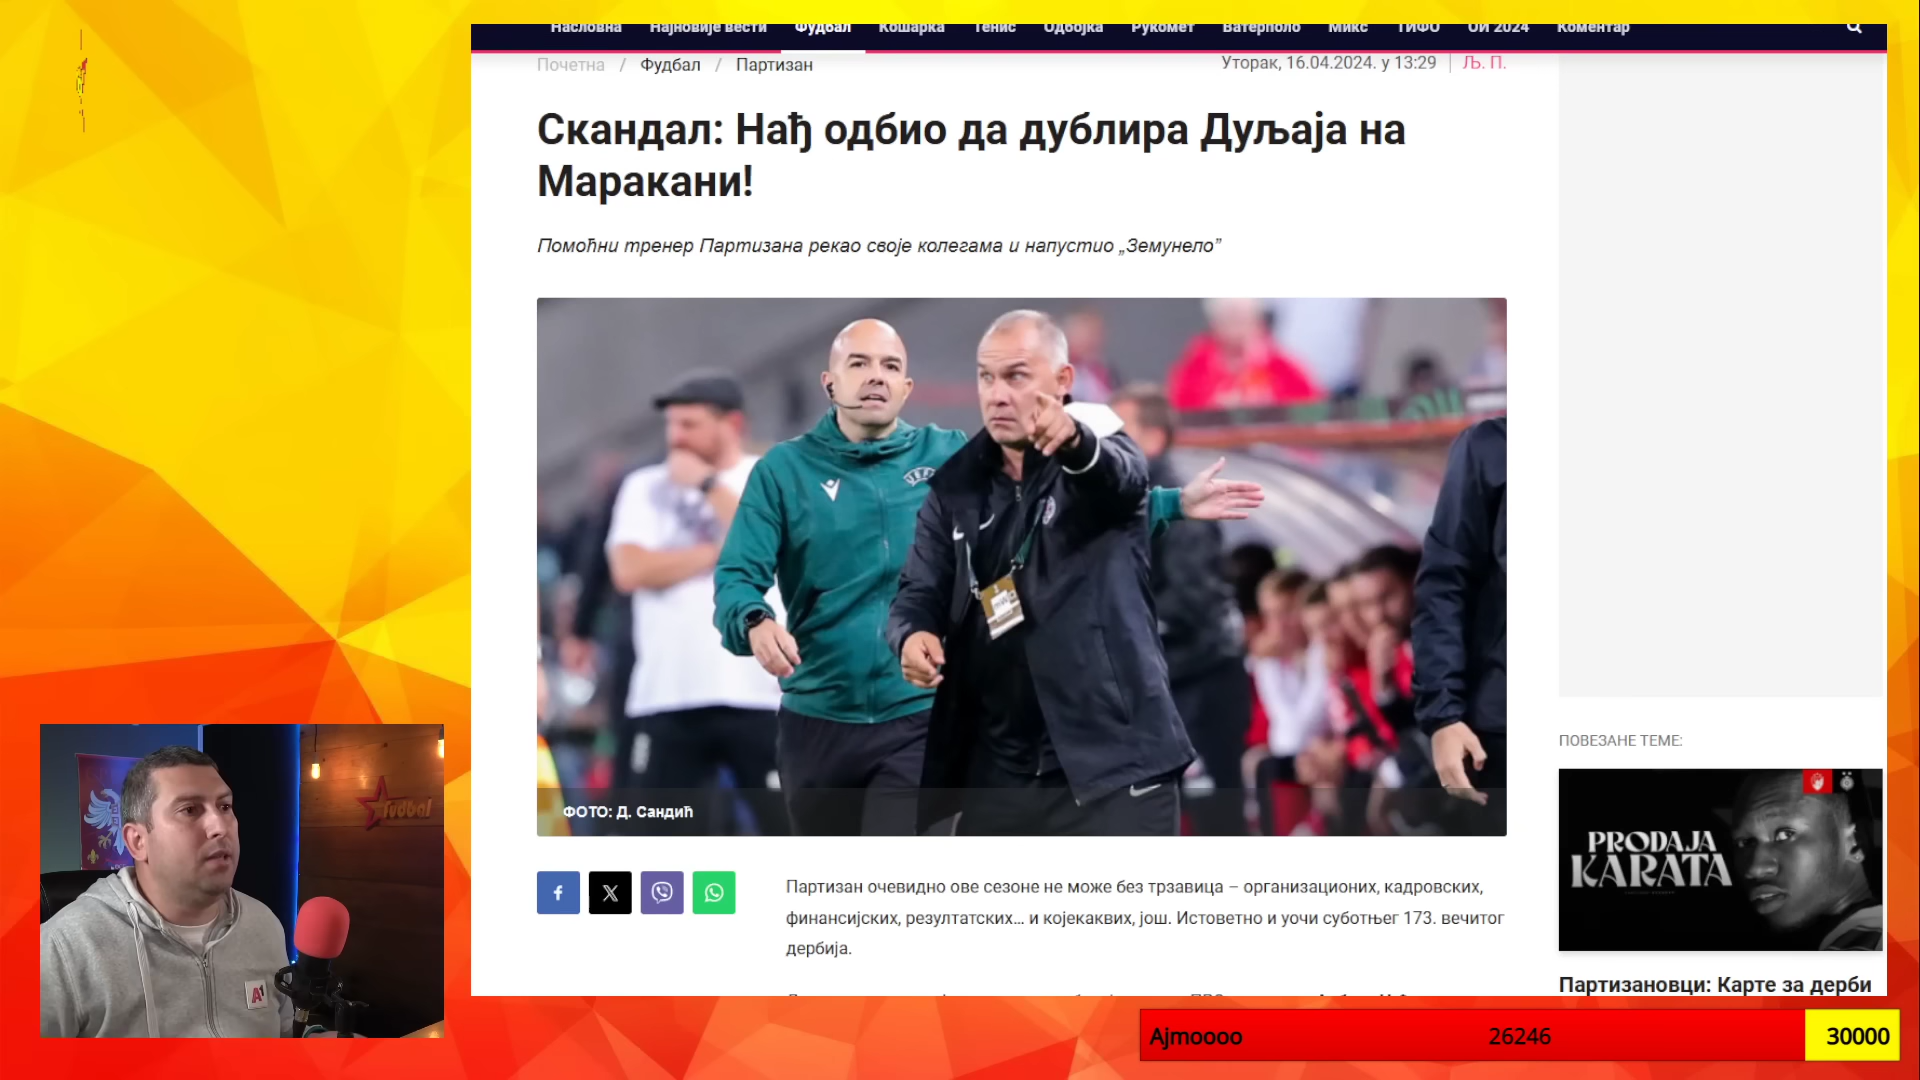 Насловна Најновије вести Фудбал Кошарка Тенис Одбојка Рукомет Ватерполо Микс ТИФО ОИ 2024 Коментар
Почетна / Фудбал / Партизан
Уторак, 16.04.2024. у 13:29 Љ. П.
Скандал: Нађ одбио да дублира Дуљаја на
Маракани!
Помоћни тренер Партизана рекао своје колегама и напустио „Земунело”
ФОТО: Д. Сандић
Партизан очевидно ове сезоне не може без трзавица – организационих, кадровских,
финансијских, резултатских... и којекаквих, још. Истоветно и уочи суботњег 173. вечитог
дербија.
ПОВЕЗАНЕ ТЕМЕ:
PRODAJA
KARATA
Партизановци: Карте за дерби
fudbal
A1
Ajmoooo 26246 30000